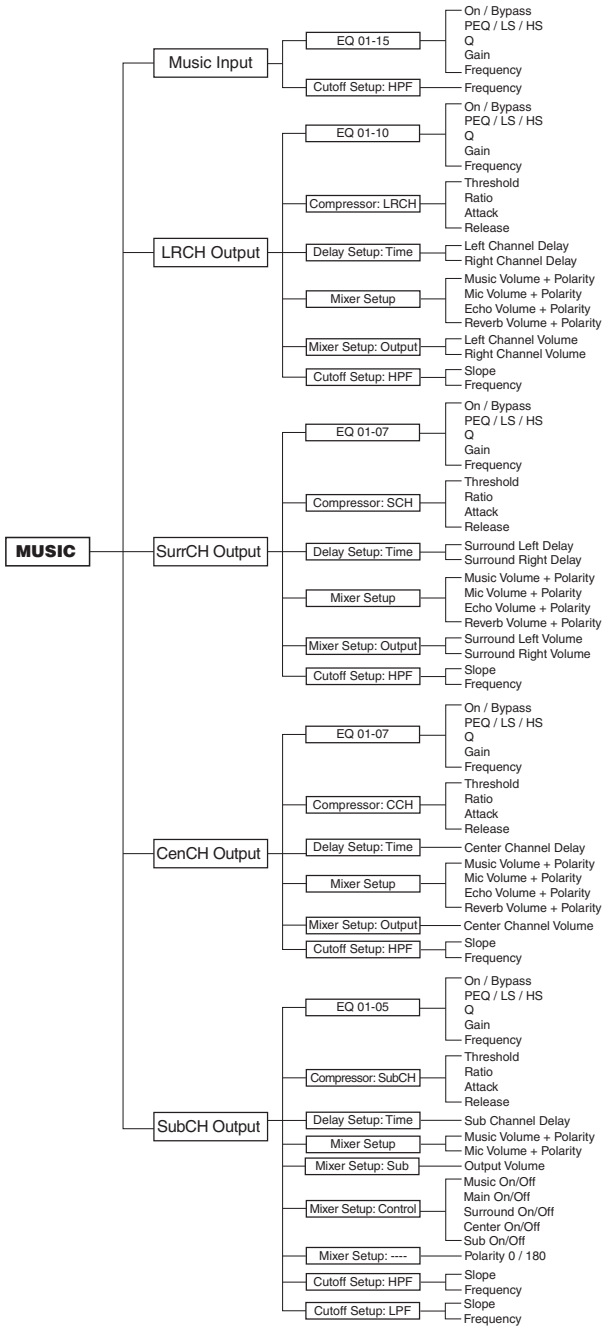 MUSIC
Music Input
EQ 01-15
On / Bypass
PEQ / LS / HS
Q
Gain
Frequency
Cutoff Setup: HPF
Frequency
LRCH Output
EQ 01-10
On / Bypass
PEQ / LS / HS
Q
Gain
Frequency
Compressor: LRCH
Threshold
Ratio
Attack
Release
Delay Setup: Time
Left Channel Delay
Right Channel Delay
Mixer Setup
Music Volume + Polarity
Mic Volume + Polarity
Echo Volume + Polarity
Reverb Volume + Polarity
Mixer Setup: Output
Left Channel Volume
Right Channel Volume
Cutoff Setup: HPF
Slope
Frequency
SurrCH Output
EQ 01-07
On / Bypass
PEQ / LS / HS
Q
Gain
Frequency
Compressor: SCH
Threshold
Ratio
Attack
Release
Delay Setup: Time
Surround Left Delay
Surround Right Delay
Mixer Setup
Music Volume + Polarity
Mic Volume + Polarity
Echo Volume + Polarity
Reverb Volume + Polarity
Mixer Setup: Output
Surround Left Volume
Surround Right Volume
Cutoff Setup: HPF
Slope
Frequency
CenCH Output
EQ 01-07
On / Bypass
PEQ / LS / HS
Q
Gain
Frequency
Compressor: CCH
Threshold
Ratio
Attack
Release
Delay Setup: Time
Center Channel Delay
Mixer Setup
Music Volume + Polarity
Mic Volume + Polarity
Echo Volume + Polarity
Reverb Volume + Polarity
Mixer Setup: Output
Center Channel Volume
Cutoff Setup: HPF
Slope
Frequency
SubCH Output
EQ 01-05
On / Bypass
PEQ / LS / HS
Q
Gain
Frequency
Compressor: SubCH
Threshold
Ratio
Attack
Release
Delay Setup: Time
Sub Channel Delay
Mixer Setup
Music Volume + Polarity
Mic Volume + Polarity
Mixer Setup: Sub
Output Volume
Mixer Setup: Control
Music On/Off
Main On/Off
Surround On/Off
Center On/Off
Sub On/Off
Mixer Setup: ----
Polarity 0 / 180
Cutoff Setup: HPF
Slope
Frequency
Cutoff Setup: LPF
Slope
Frequency